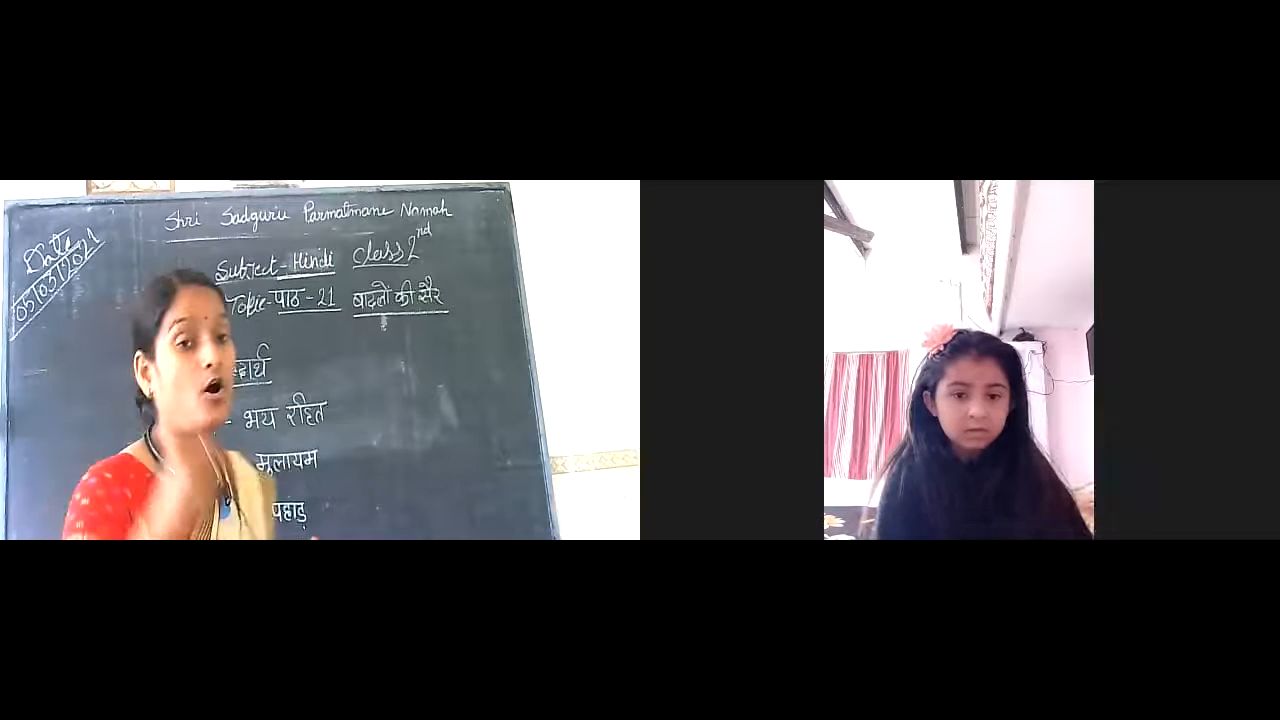 Shri Sadguru Parmatmane Namah
Date
05/03/2021
Subject - Hindi Class 2nd
Topic - पाठ - 21 बादलों की सैर
- भय रहित
मुलायम
पहाड़